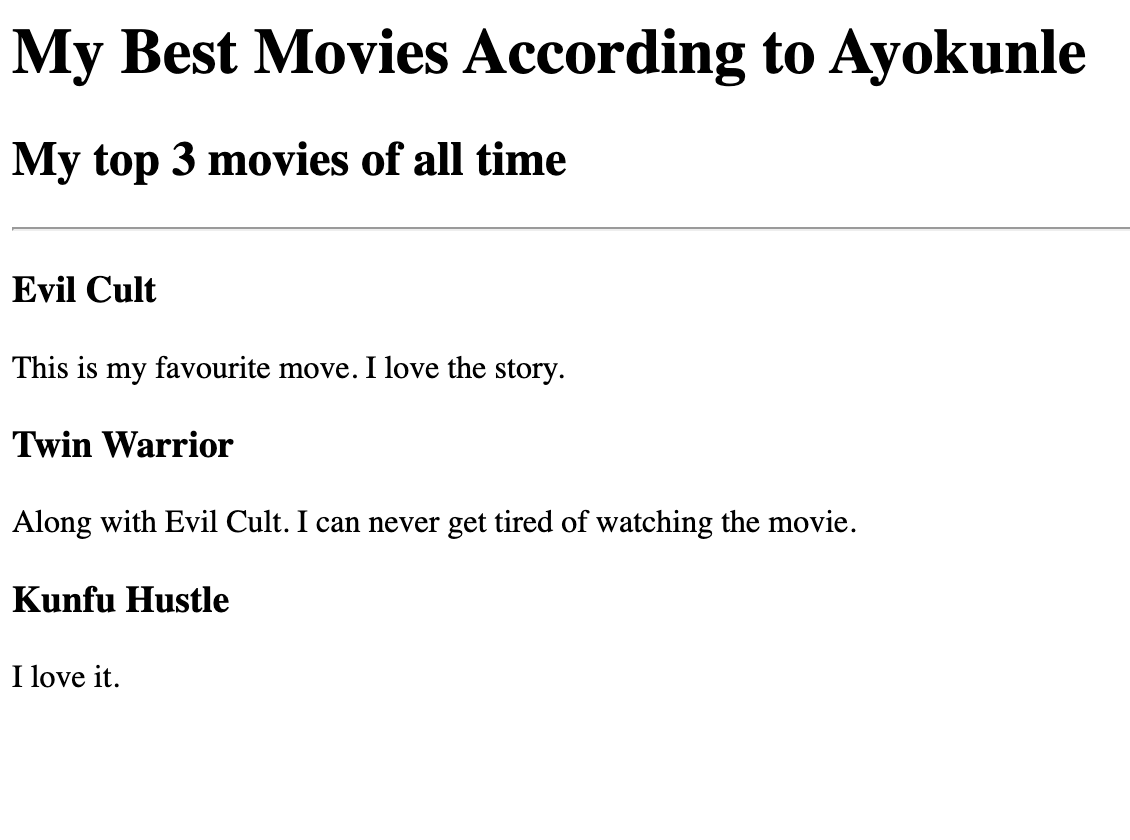 My Best Movies According to Ayokunle
My top 3 movies of all time
Evil Cult
This is my favourite move. I love the story.
Twin Warrior
Along with Evil Cult. I can never get tired of watching the movie.
Kunfu Hustle
I love it.